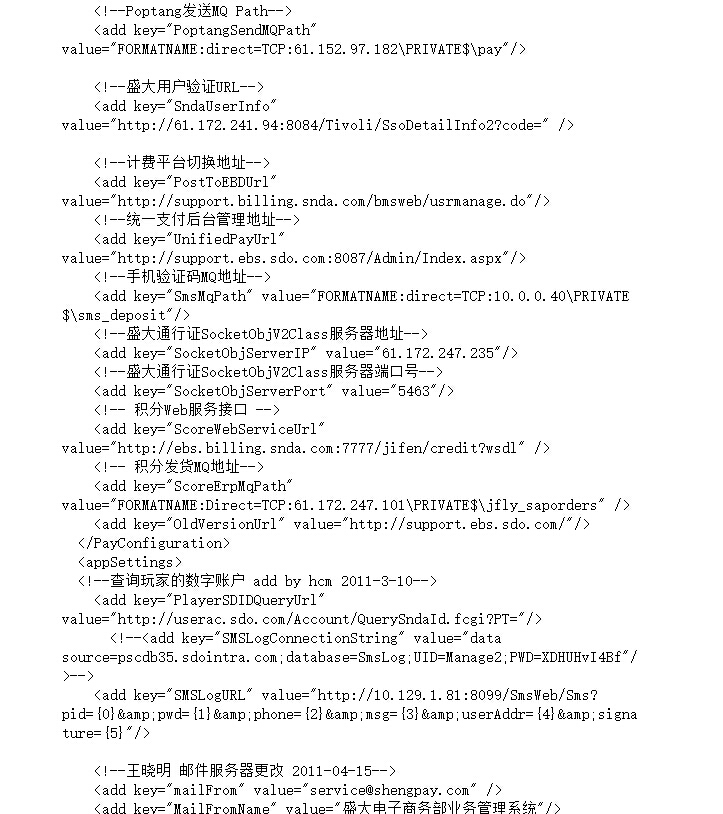 <!--Poptang发送MQ Path-->
<add key="PoptangSendMQPath"
value="FORMATNAME:direct=TCP:61.152.97.182\PRIVATE$\pay"/>
<!--盛大用户验证URL-->
<add key="SndaUserInfo"
value="http://61.172.241.94:8084/Tivoli/SsoDetailInfo2?code=" />
<!--计费平台切换地址-->
<add key="PostToEBDUrl"
value="http://support.billing.snda.com/bmsweb/usrmanage.do"/>
<!--统一支付后台管理地址-->
<add key="UnifiedPayUrl"
value="http://support.ebs.sdo.com:8087/Admin/Index.aspx"/>
<!--手机验证码MQ地址-->
<add key="SmsMqPath" value="FORMATNAME:direct=TCP:10.0.0.40\PRIVATE
$\sms_deposit"/>
<!--盛大通行证SocketObjV2Class服务器地址-->
<add key="SocketObjServerIP" value="61.172.247.235"/>
<!--盛大通行证SocketObjV2Class服务器端口号-->
<add key="SocketObjServerPort" value="5463"/>
<!-- 积分Web服务接口 -->
<add key="ScoreWebServiceUrl"
value="http://ebs.billing.snda.com:7777/jifen/credit?wsdl" />
<!-- 积分发货MQ地址-->
<add key="ScoreErpMqPath"
value="FORMATNAME:Direct=TCP:61.172.247.101\PRIVATE$\jfly_saporders" />
<add key="OldVersionUrl" value="http://support.ebs.sdo.com/"/>
</PayConfiguration>
<appSettings>
<!--查询玩家的数字账户 add by hcm 2011-3-10-->
<add key="PlayerSDIDQueryUrl"
value="http://userac.sdo.com/Account/QuerySndaId.fcgi?PT="/>
<!--<add key="SMSLogConnectionString" value="data
source=pscdb35.sdointra.com;database=SmsLog;UID=Manage2;PWD=XDHUHvI4Bf"/
>-->
<add key="SMSLogURL" value="http://10.129.1.81:8099/SmsWeb/Sms?
pid={0}&amp;pwd={1}&amp;phone={2}&amp;msg={3}&amp;userAddr={4}&amp;signa
ture={5}"/>
<!--王晓明 邮件服务器更改 2011-04-15-->
<add key="mailFrom" value="service@shengpay.com" />
<add key="MailFromName" value="盛大电子商务部业务管理系统"/>